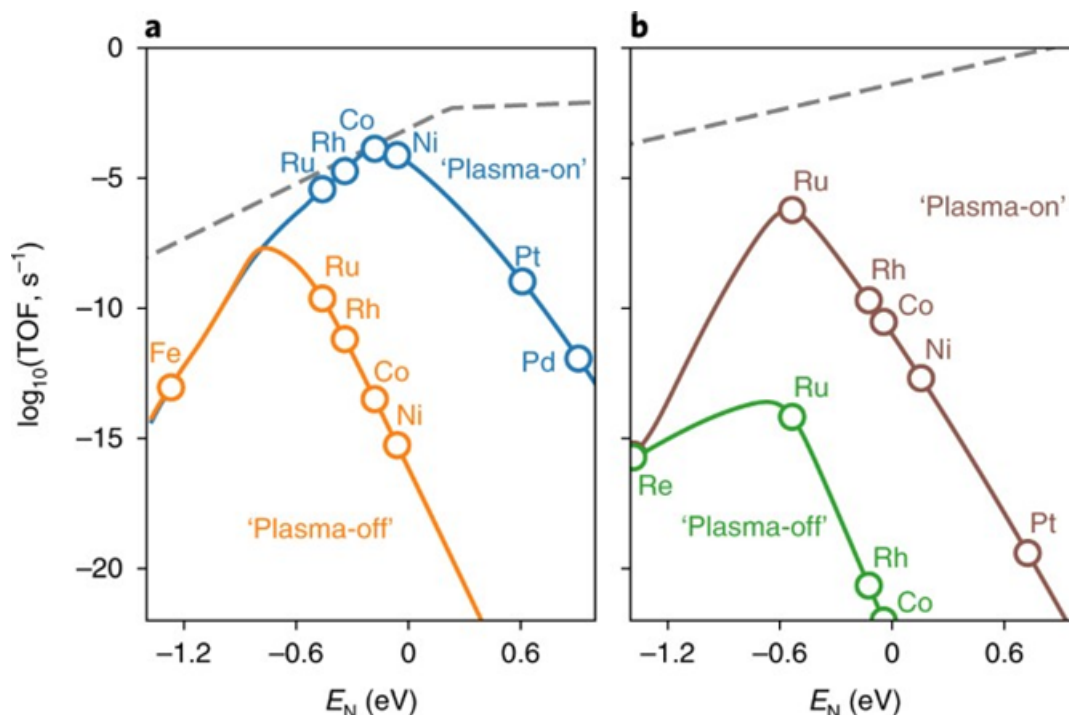 a
b
log₁₀(TOF, s⁻¹)
0
−5
−10
−15
−20
Co
Rh
Ni
Ru
'Plasma-on'
Ru
Pt
Fe
Rh
Pd
Co
Ni
'Plasma-off'
−1.2 −0.6 0 0.6
E_N (eV)
Ru
'Plasma-on'
Rh
Co
Ni
Ru
Re
'Plasma-off'
Pt
Rh
Co
−1.2 −0.6 0 0.6
E_N (eV)